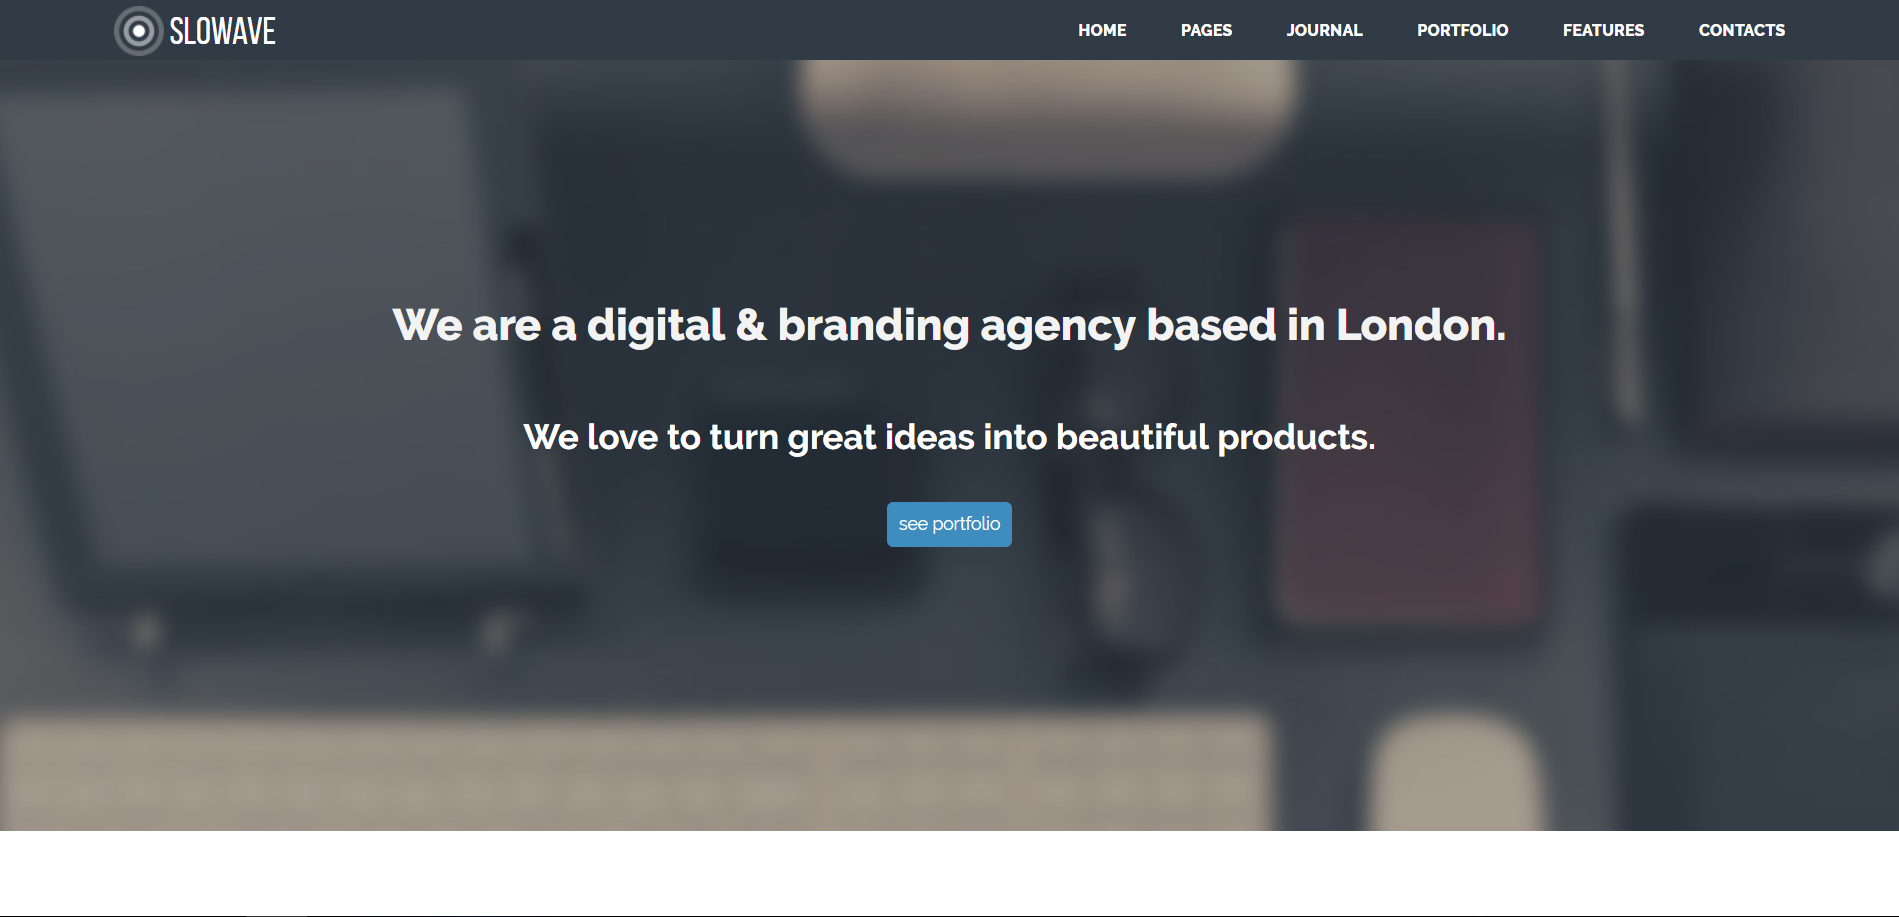 SLOWAVE
HOME PAGES JOURNAL PORTFOLIO FEATURES CONTACTS
We are a digital & branding agency based in London.
We love to turn great ideas into beautiful products.
see portfolio